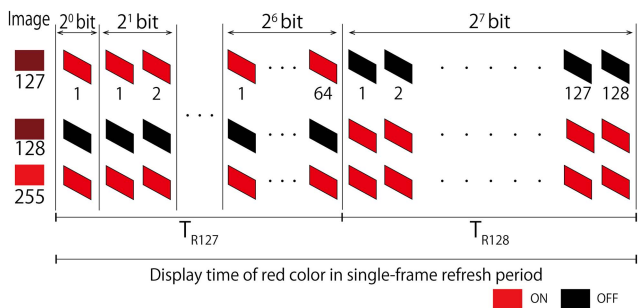 Image 2⁰ bit 2¹ bit 2⁶ bit 2⁷ bit
127
1 1 2 1 64 1 2 127 128
128
255
T_R127 T_R128
Display time of red color in single-frame refresh period
ON OFF